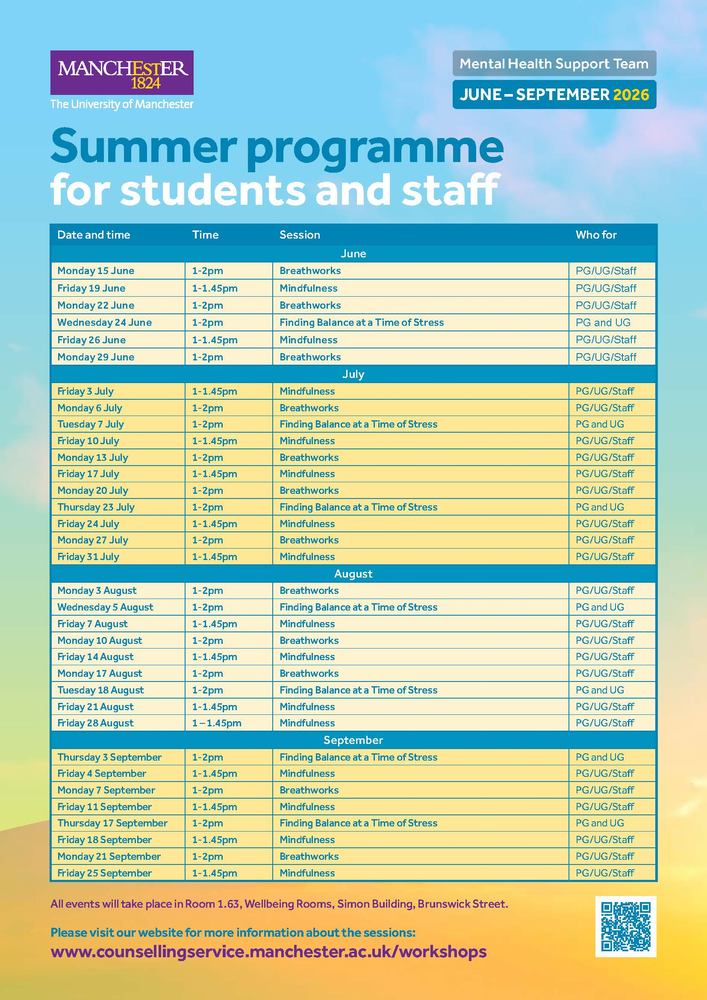 MANCHEstER
1824
The University of Manchester
Mental Health Support Team
JUNE – SEPTEMBER 2026
Summer programme
for students and staff
Date and time Time Session Who for
June
Monday 15 June 1-2pm Breathworks PG/UG/Staff
Friday 19 June 1-1.45pm Mindfulness PG/UG/Staff
Monday 22 June 1-2pm Breathworks PG/UG/Staff
Wednesday 24 June 1-2pm Finding Balance at a Time of Stress PG and UG
Friday 26 June 1-1.45pm Mindfulness PG/UG/Staff
Monday 29 June 1-2pm Breathworks PG/UG/Staff
July
Friday 3 July 1-1.45pm Mindfulness PG/UG/Staff
Monday 6 July 1-2pm Breathworks PG/UG/Staff
Tuesday 7 July 1-2pm Finding Balance at a Time of Stress PG and UG
Friday 10 July 1-1.45pm Mindfulness PG/UG/Staff
Monday 13 July 1-2pm Breathworks PG/UG/Staff
Friday 17 July 1-1.45pm Mindfulness PG/UG/Staff
Monday 20 July 1-2pm Breathworks PG/UG/Staff
Thursday 23 July 1-2pm Finding Balance at a Time of Stress PG and UG
Friday 24 July 1-1.45pm Mindfulness PG/UG/Staff
Monday 27 July 1-2pm Breathworks PG/UG/Staff
Friday 31 July 1-1.45pm Mindfulness PG/UG/Staff
August
Monday 3 August 1-2pm Breathworks PG/UG/Staff
Wednesday 5 August 1-2pm Finding Balance at a Time of Stress PG and UG
Friday 7 August 1-1.45pm Mindfulness PG/UG/Staff
Monday 10 August 1-2pm Breathworks PG/UG/Staff
Friday 14 August 1-1.45pm Mindfulness PG/UG/Staff
Monday 17 August 1-2pm Breathworks PG/UG/Staff
Tuesday 18 August 1-2pm Finding Balance at a Time of Stress PG and UG
Friday 21 August 1-1.45pm Mindfulness PG/UG/Staff
Friday 28 August 1 – 1.45pm Mindfulness PG/UG/Staff
September
Thursday 3 September 1-2pm Finding Balance at a Time of Stress PG and UG
Friday 4 September 1-1.45pm Mindfulness PG/UG/Staff
Monday 7 September 1-2pm Breathworks PG/UG/Staff
Friday 11 September 1-1.45pm Mindfulness PG/UG/Staff
Thursday 17 September 1-2pm Finding Balance at a Time of Stress PG and UG
Friday 18 September 1-1.45pm Mindfulness PG/UG/Staff
Monday 21 September 1-2pm Breathworks PG/UG/Staff
Friday 25 September 1-1.45pm Mindfulness PG/UG/Staff
All events will take place in Room 1.63, Wellbeing Rooms, Simon Building, Brunswick Street.
Please visit our website for more information about the sessions:
www.counsellingservice.manchester.ac.uk/workshops